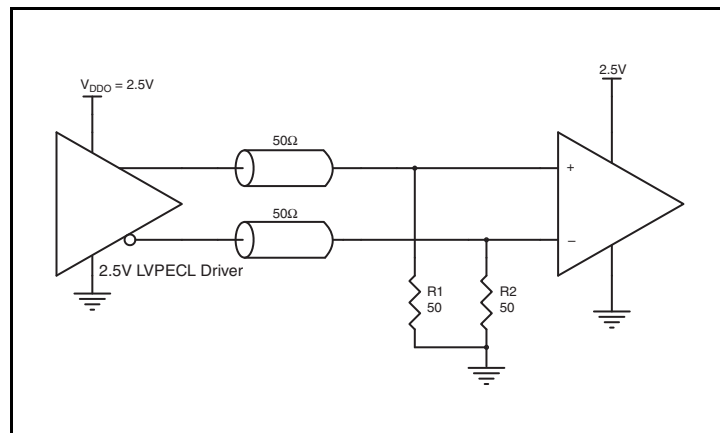 V_DDO = 2.5V
2.5V
50Ω
50Ω
+
–
2.5V LVPECL Driver
R1
50
R2
50